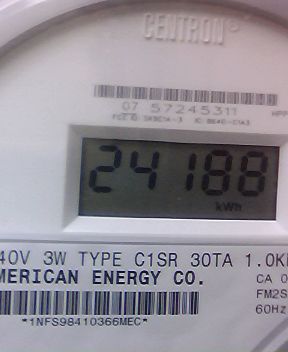 CENTRON®
07 57245311
HPP
24188
kWh
40V 3W TYPE C1SR 30TA 1.0K
MERICAN ENERGY CO.
CA 0
FM2S
60Hz
*1NFS98410366MEC*